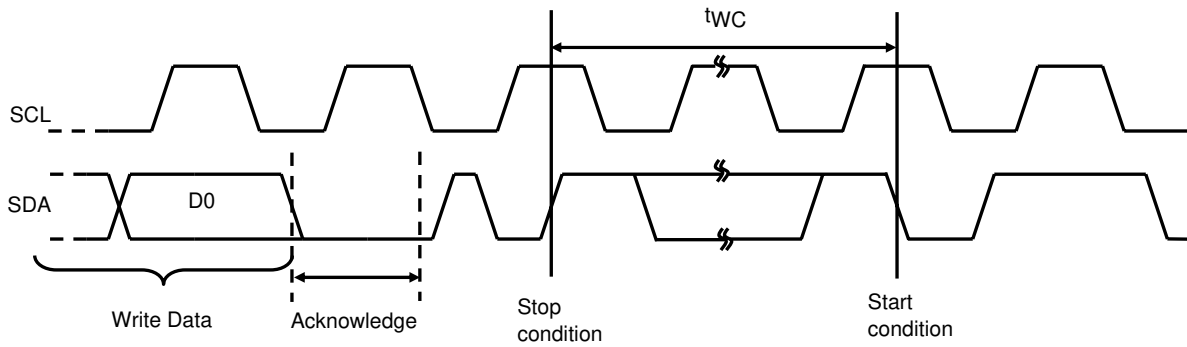 tWC
SCL
SDA
D0
Write Data
Acknowledge
Stop
condition
Start
condition